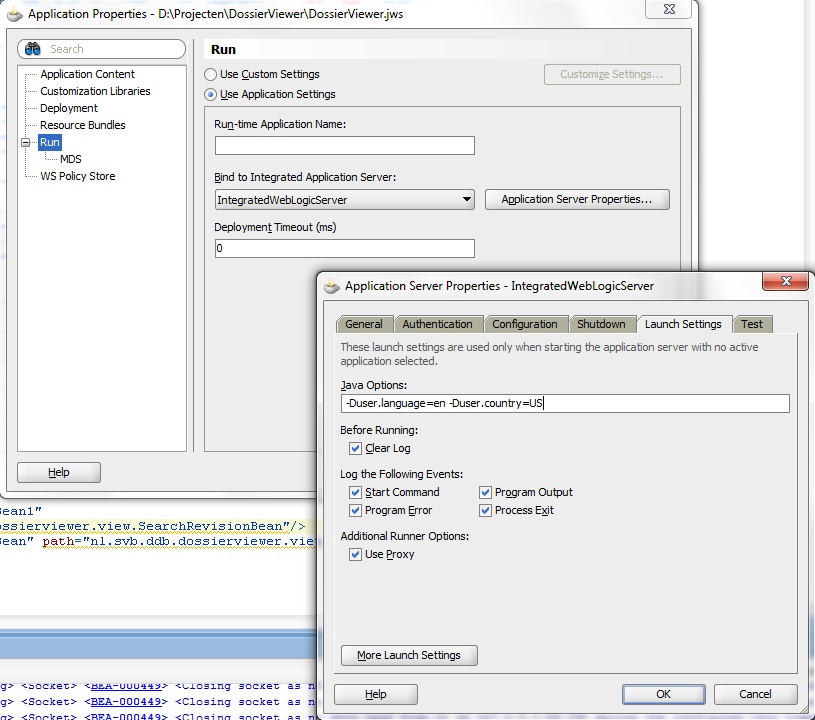 Application Properties - D:\Projecten\DossierViewer\DossierViewer.jws
Search
Application Content
Customization Libraries
Deployment
Resource Bundles
Run
MDS
WS Policy Store
Help
Run
Use Custom Settings
Customize Settings...
Use Application Settings
Run-time Application Name:
Bind to Integrated Application Server:
IntegratedWebLogicServer
Application Server Properties...
Deployment Timeout (ms)
0
Application Server Properties - IntegratedWebLogicServer
General Authentication Configuration Shutdown Launch Settings Test
These launch settings are used only when starting the application server with no active
application selected.
Java Options:
-Duser.language=en -Duser.country=US
Before Running:
Clear Log
Log the Following Events:
Start Command Program Output
Program Error Process Exit
Additional Runner Options:
Use Proxy
More Launch Settings
Help OK Cancel
Bean1"
ossierviewer.view.SearchRevisionBean"/>
Bean" path="nl.svb.ddb.dossierviewer.view
g> <Socket> <BEA-000449> <Closing socket as n
g> <Socket> <BEA-000449> <Closing socket as n
g> <Socket> <BEA-000449> <Closing socket as n